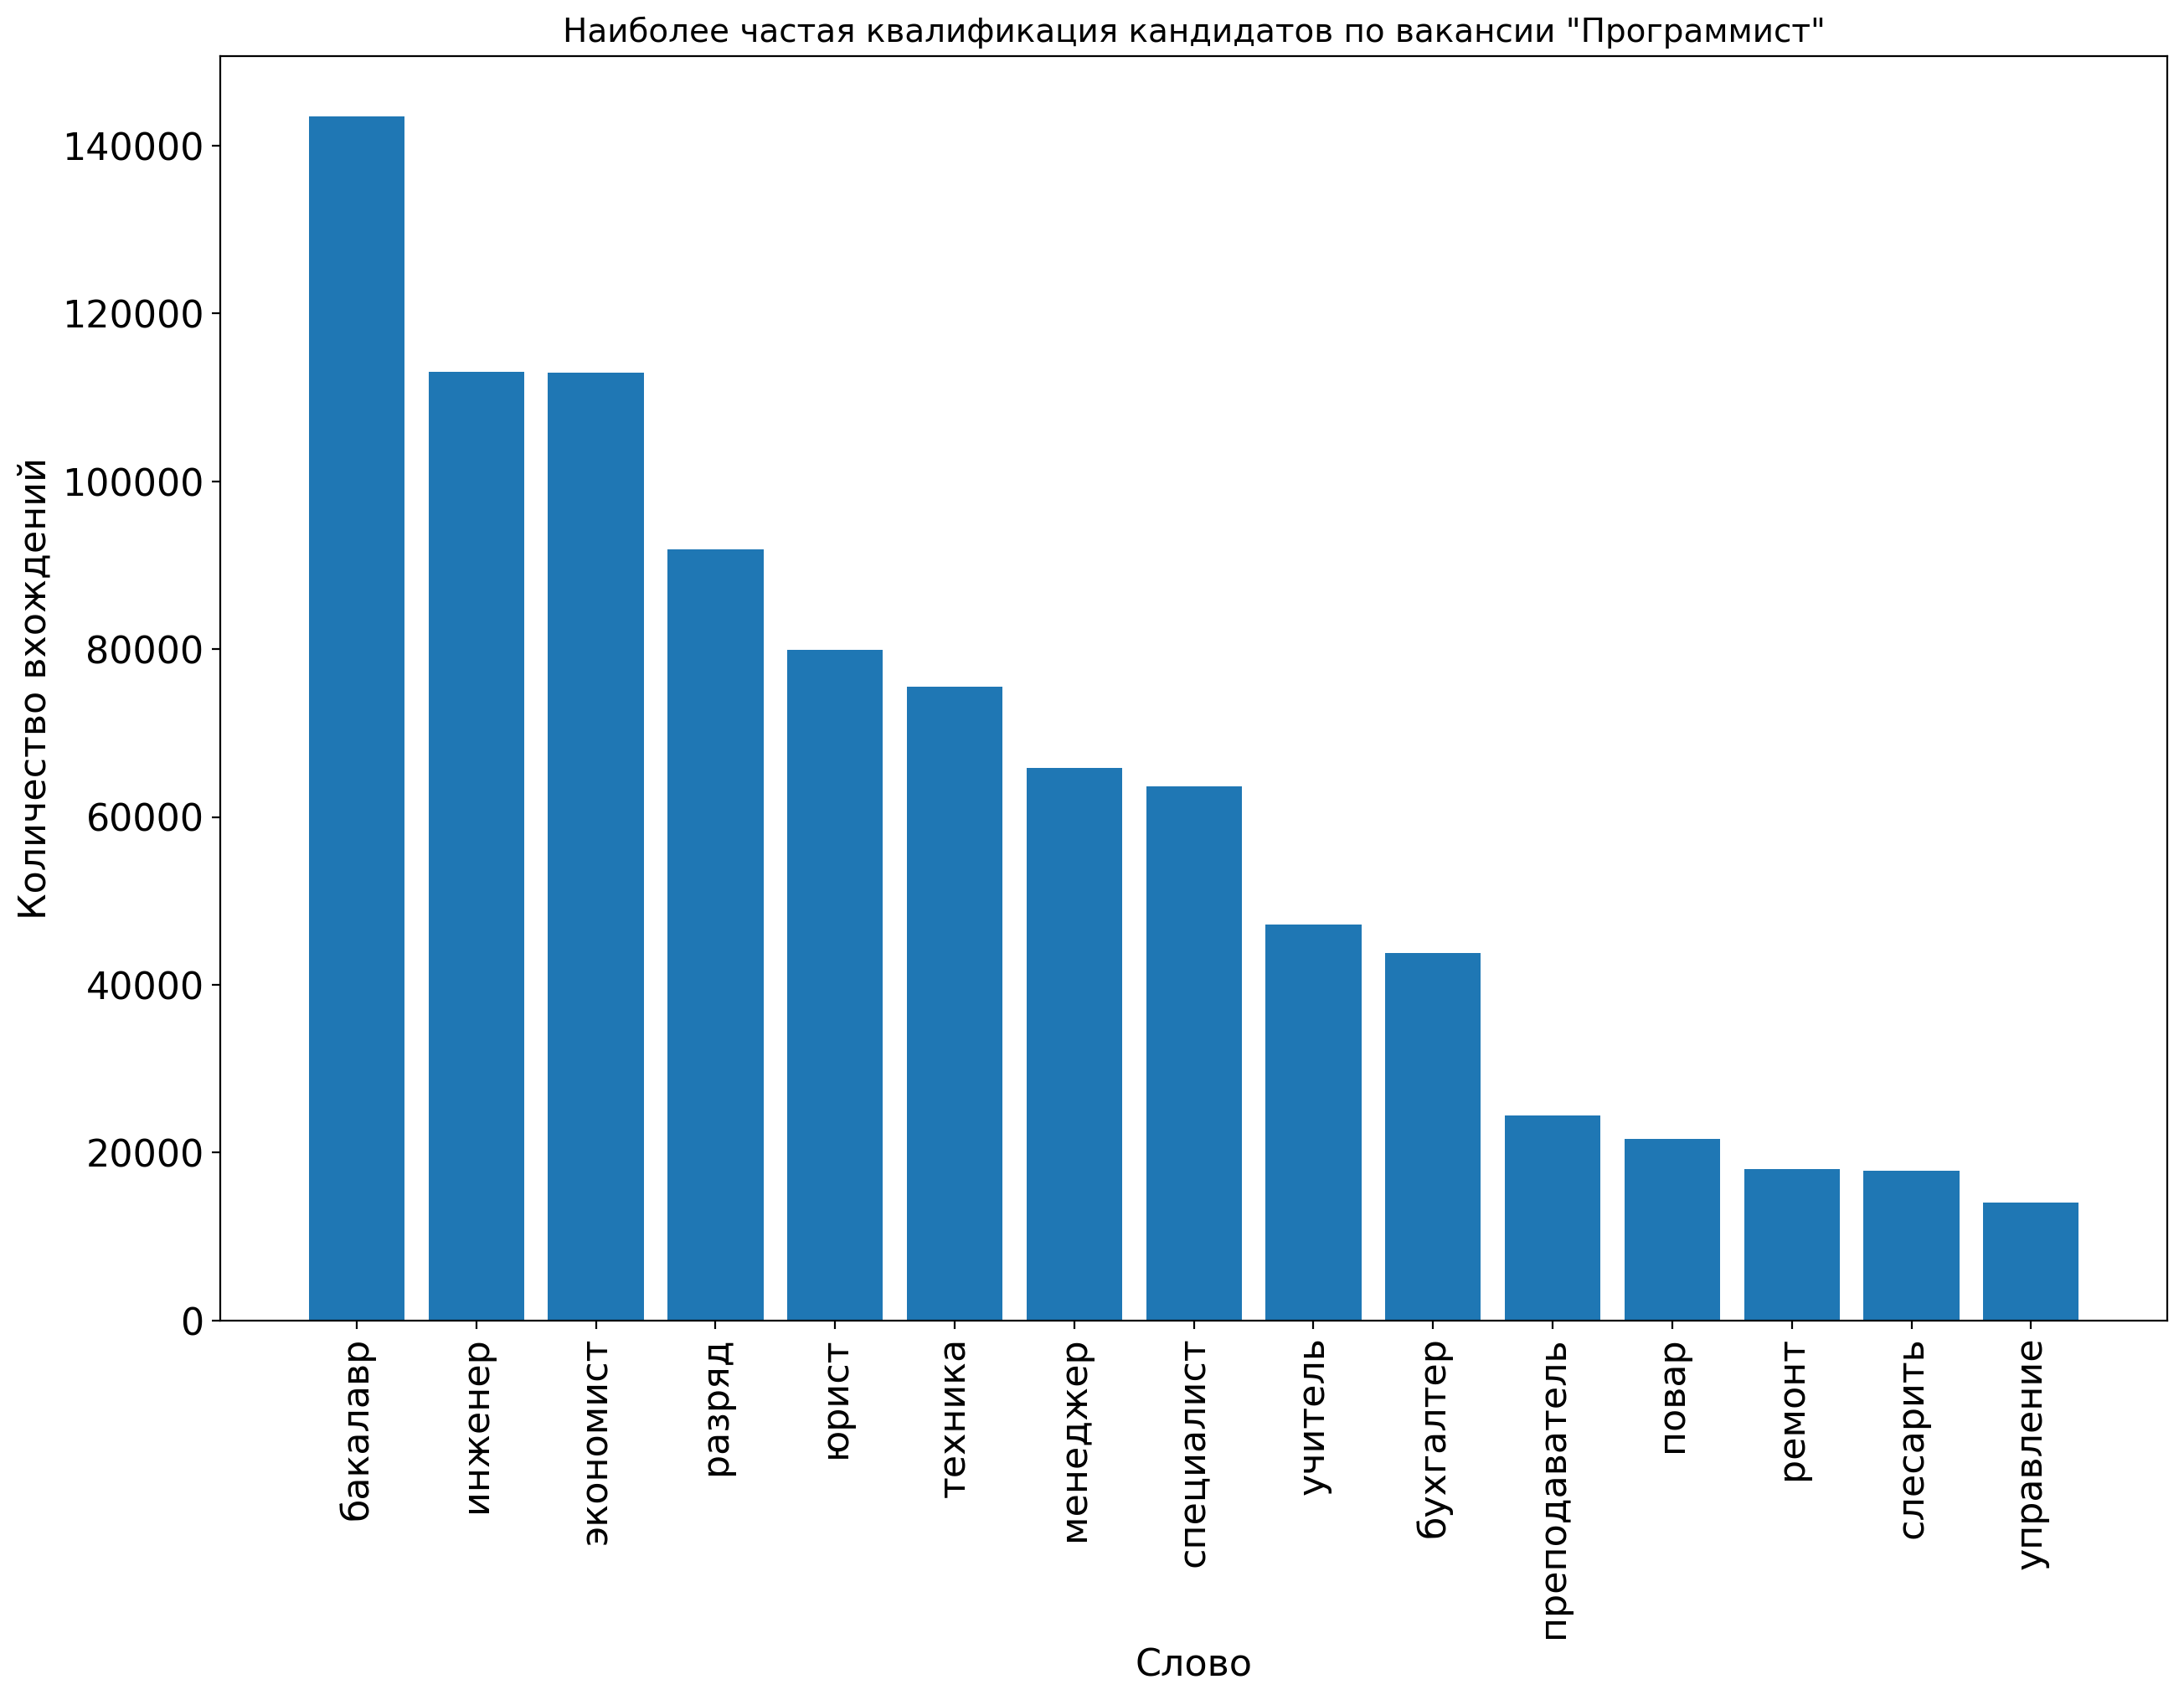 Наиболее частая квалификация кандидатов по вакансии "Программист"
Количество вхождений
140000
120000
100000
80000
60000
40000
20000
0
бакалавр
инженер
экономист
разряд
юрист
техника
менеджер
специалист
учитель
бухгалтер
преподаватель
повар
ремонт
слесарить
управление
Слово